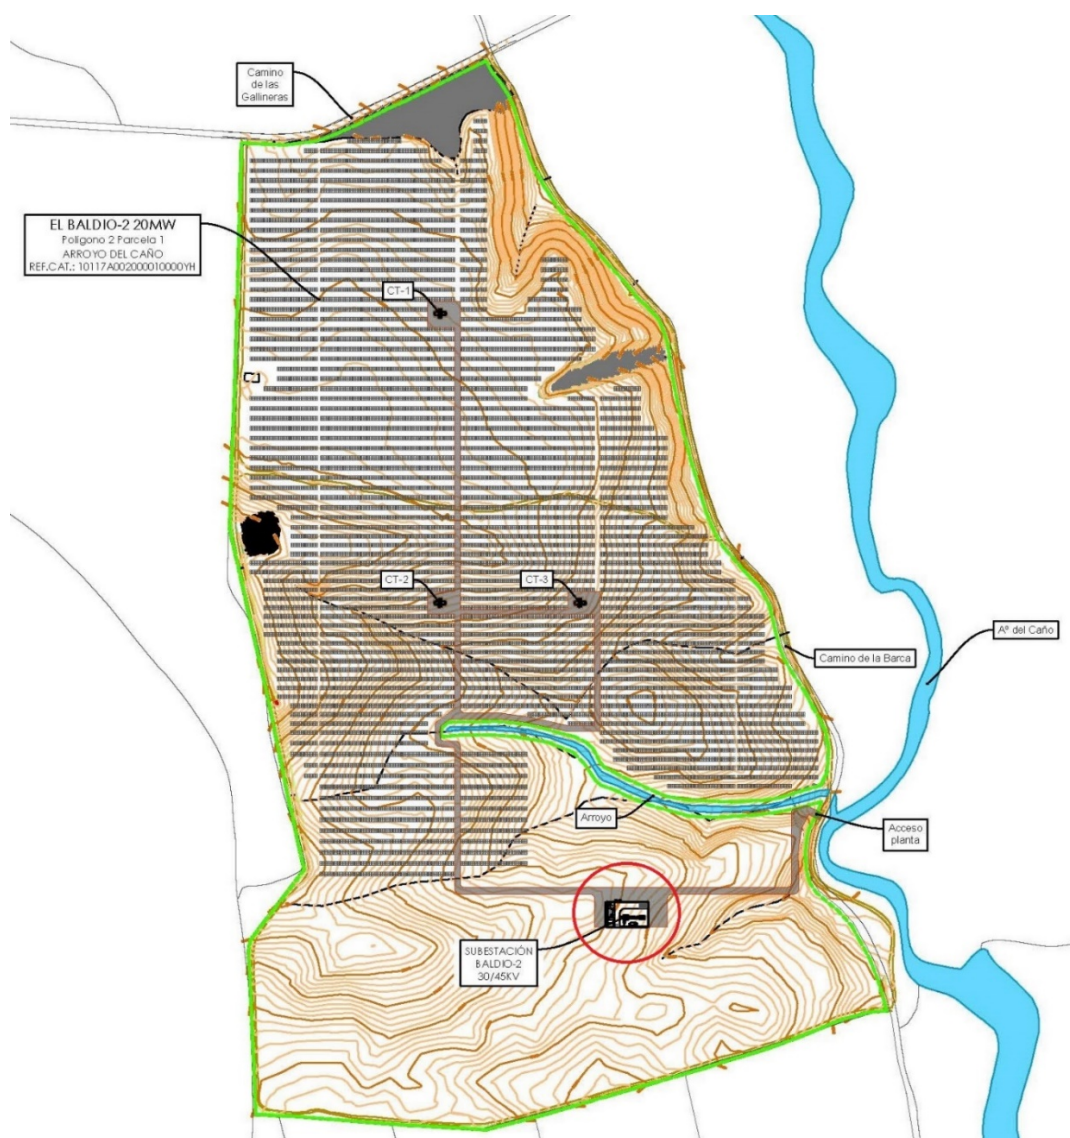 Camino
de las
Gallineras
EL BALDIO-2 20MW
Polígono 2 Parcela 1
ARROYO DEL CAÑO
REF.CAT.: 10117A002000010000YH
CT-1
CT-2
CT-3
Aº del Caño
Camino de la Barca
Arroyo
Acceso
planta
SUBESTACIÓN
BALDIO-2
30/45KV